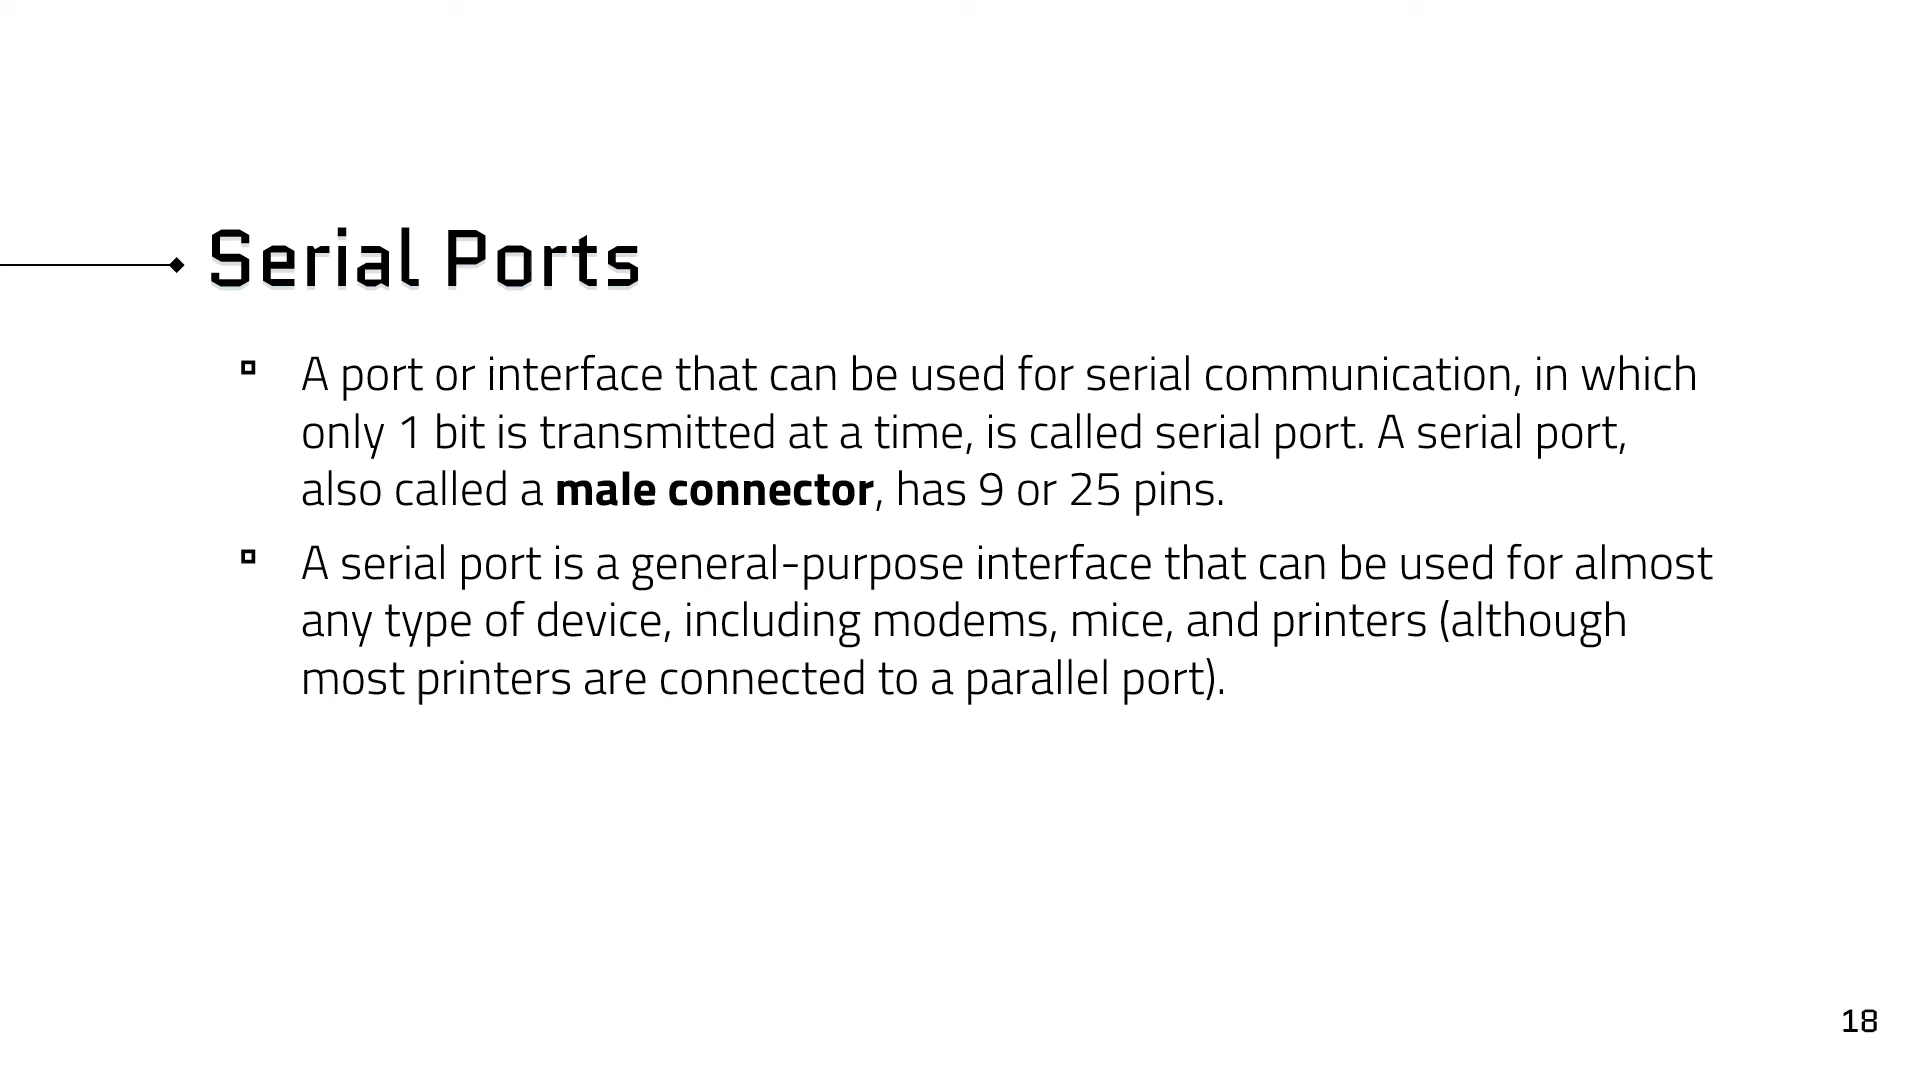 Serial Ports
A port or interface that can be used for serial communication, in which
only 1 bit is transmitted at a time, is called serial port. A serial port,
also called a male connector, has 9 or 25 pins.
A serial port is a general-purpose interface that can be used for almost
any type of device, including modems, mice, and printers (although
most printers are connected to a parallel port).
18